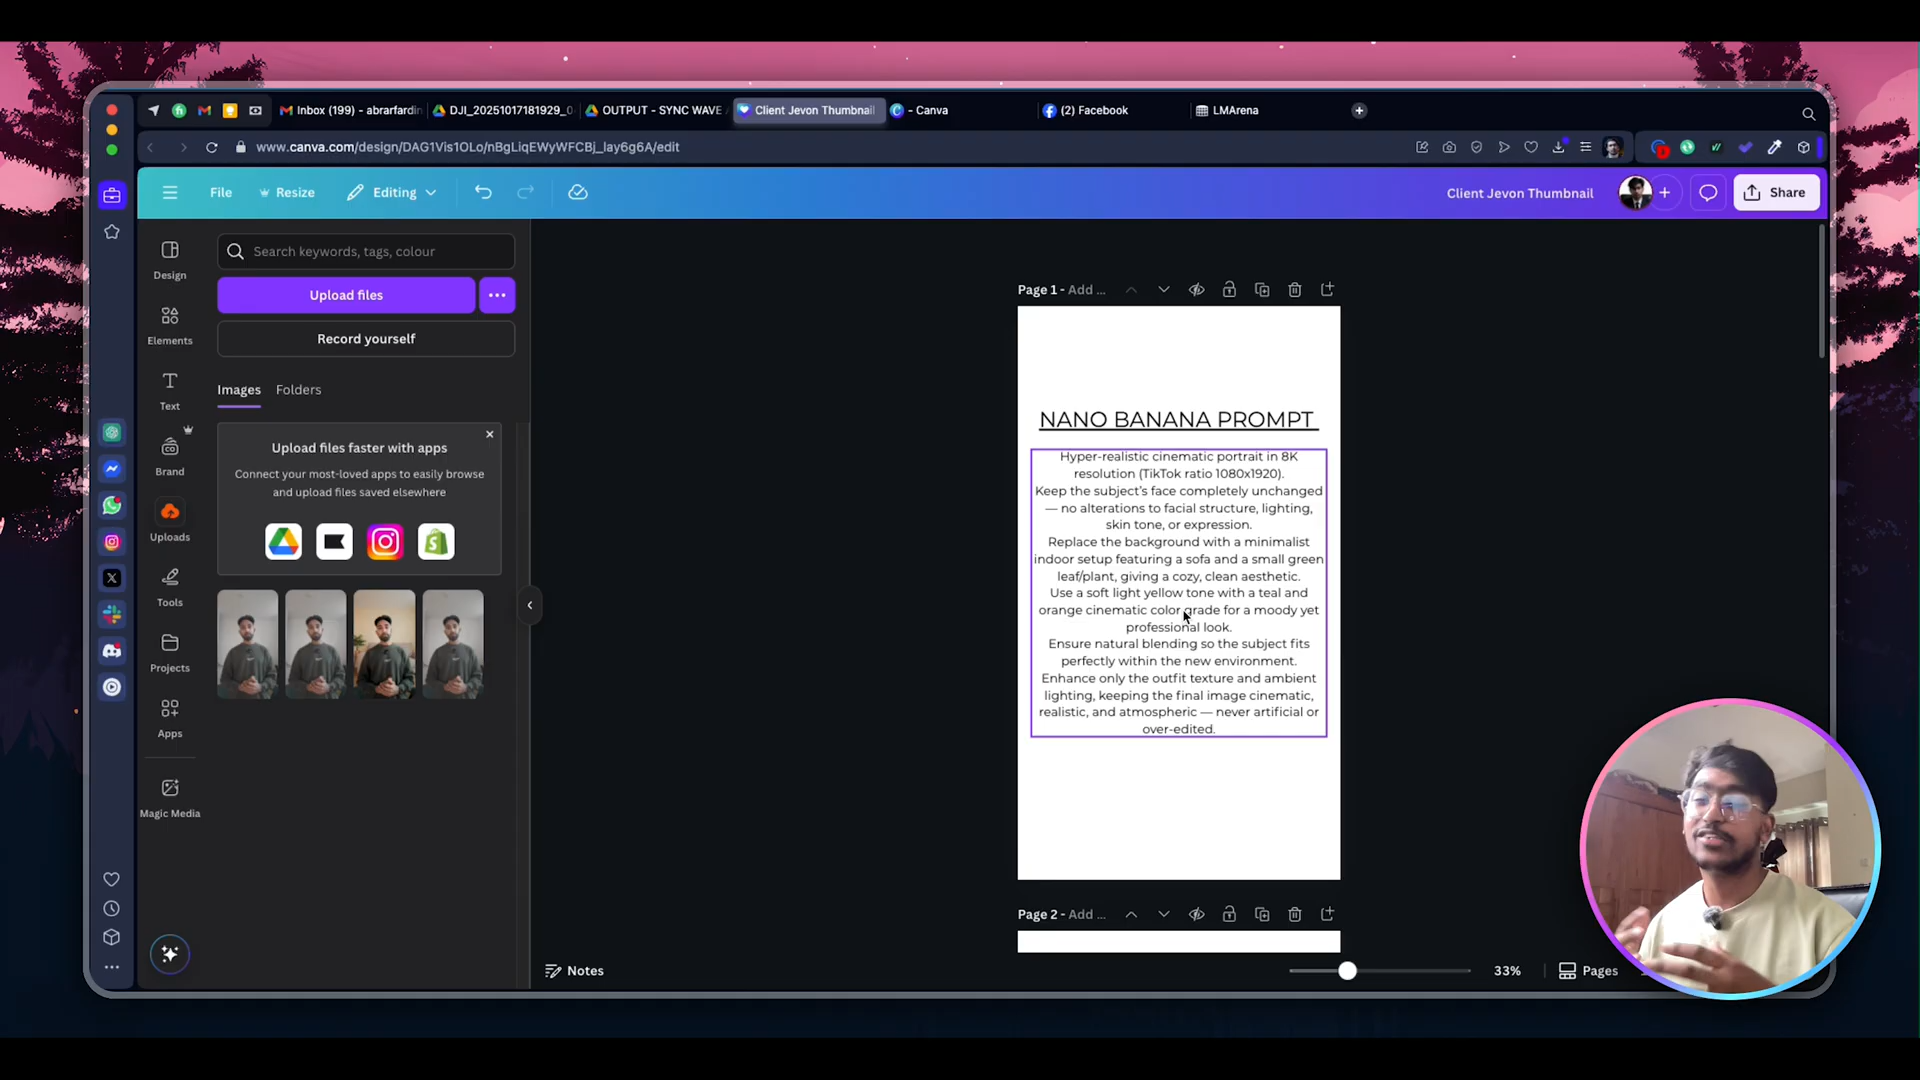 Inbox (199) - abrarfardin
DJI_20251017181929_0
OUTPUT - SYNC WAVE
Client Jevon Thumbnail
- Canva
(2) Facebook
LMArena
www.canva.com/design/DAG1Vis1OLo/nBgLiqEWyWFCBj_lay6g6A/edit
File
Resize
Editing
Client Jevon Thumbnail
Share
Design
Elements
Text
Brand
Uploads
Tools
Projects
Apps
Magic Media
Search keywords, tags, colour
Upload files
Record yourself
Images
Folders
Upload files faster with apps
Connect your most-loved apps to easily browse
and upload files saved elsewhere
Page 1 - Add ...
NANO BANANA PROMPT
Hyper-realistic cinematic portrait in 8K
resolution (TikTok ratio 1080x1920).
Keep the subject's face completely unchanged
— no alterations to facial structure, lighting,
skin tone, or expression.
Replace the background with a minimalist
indoor setup featuring a sofa and a small green
leaf/plant, giving a cozy, clean aesthetic.
Use a soft light yellow tone with a teal and
orange cinematic color grade for a moody yet
professional look.
Ensure natural blending so the subject fits
perfectly within the new environment.
Enhance only the outfit texture and ambient
lighting, keeping the final image cinematic,
realistic, and atmospheric — never artificial or
over-edited.
Page 2 - Add ...
Notes
33%
Pages